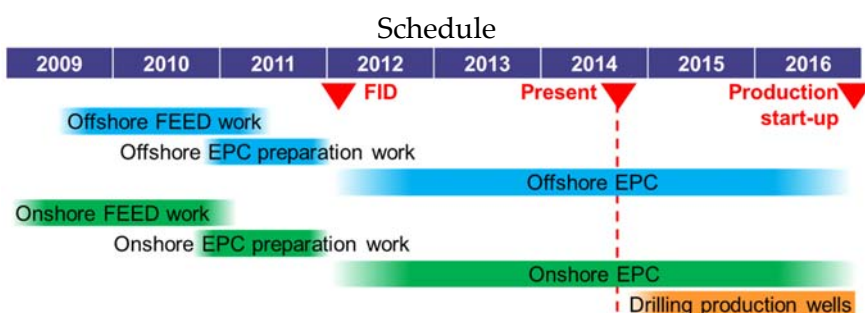 Schedule
2009 2010 2011 2012 2013 2014 2015 2016
FID Present Production
start-up
Offshore FEED work
Offshore EPC preparation work
Offshore EPC
Onshore FEED work
Onshore EPC preparation work
Onshore EPC
Drilling production wells